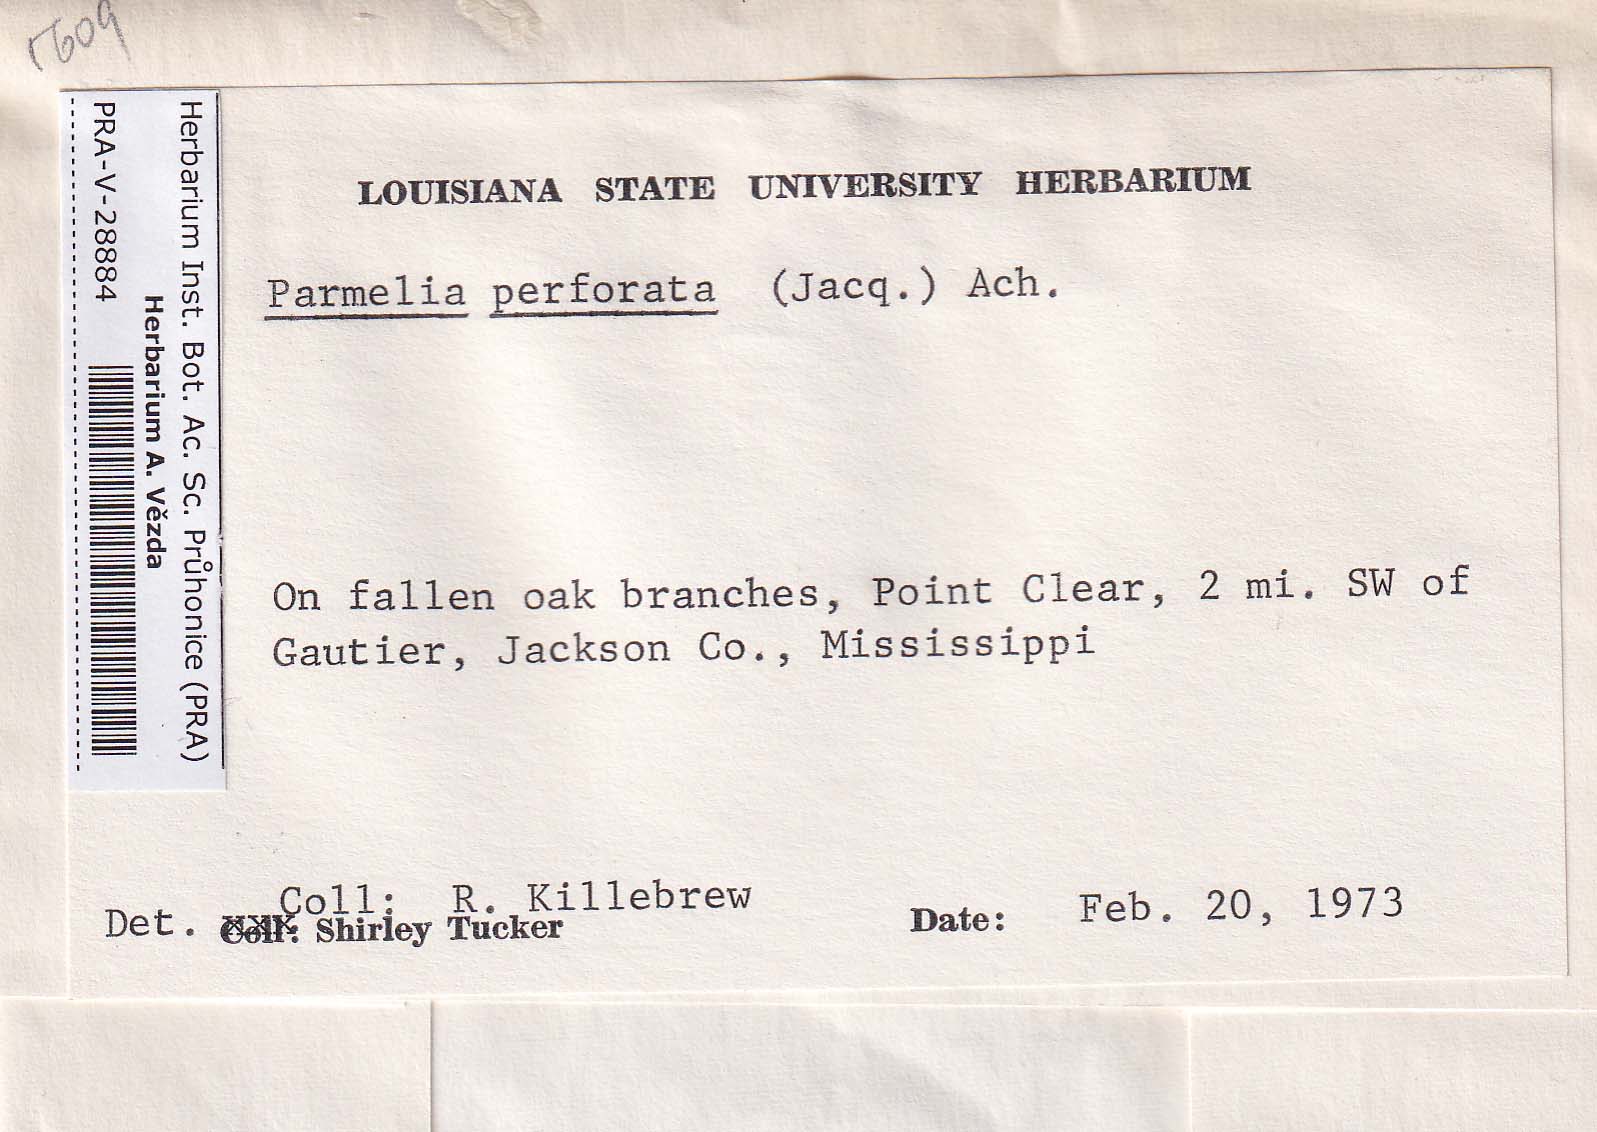 LOUISIANA STATE UNIVERSITY HERBARIUM
Parmelia perforata (Jacq.) Ach.
On fallen oak branches, Point Clear, 2 mi. SW of
Gautier, Jackson Co., Mississippi
Coll: R. Killebrew
Det. Coll: Shirley Tucker
Date: Feb. 20, 1973
Herbarium Inst. Bot. Ac. Sc. Průhonice (PRA)
Herbarium A. Vězda
PRA-V-28884